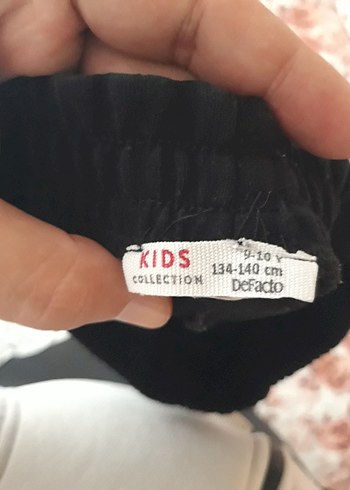 KIDS
COLLECTION
9-10 Y
134-140 cm
DeFacto